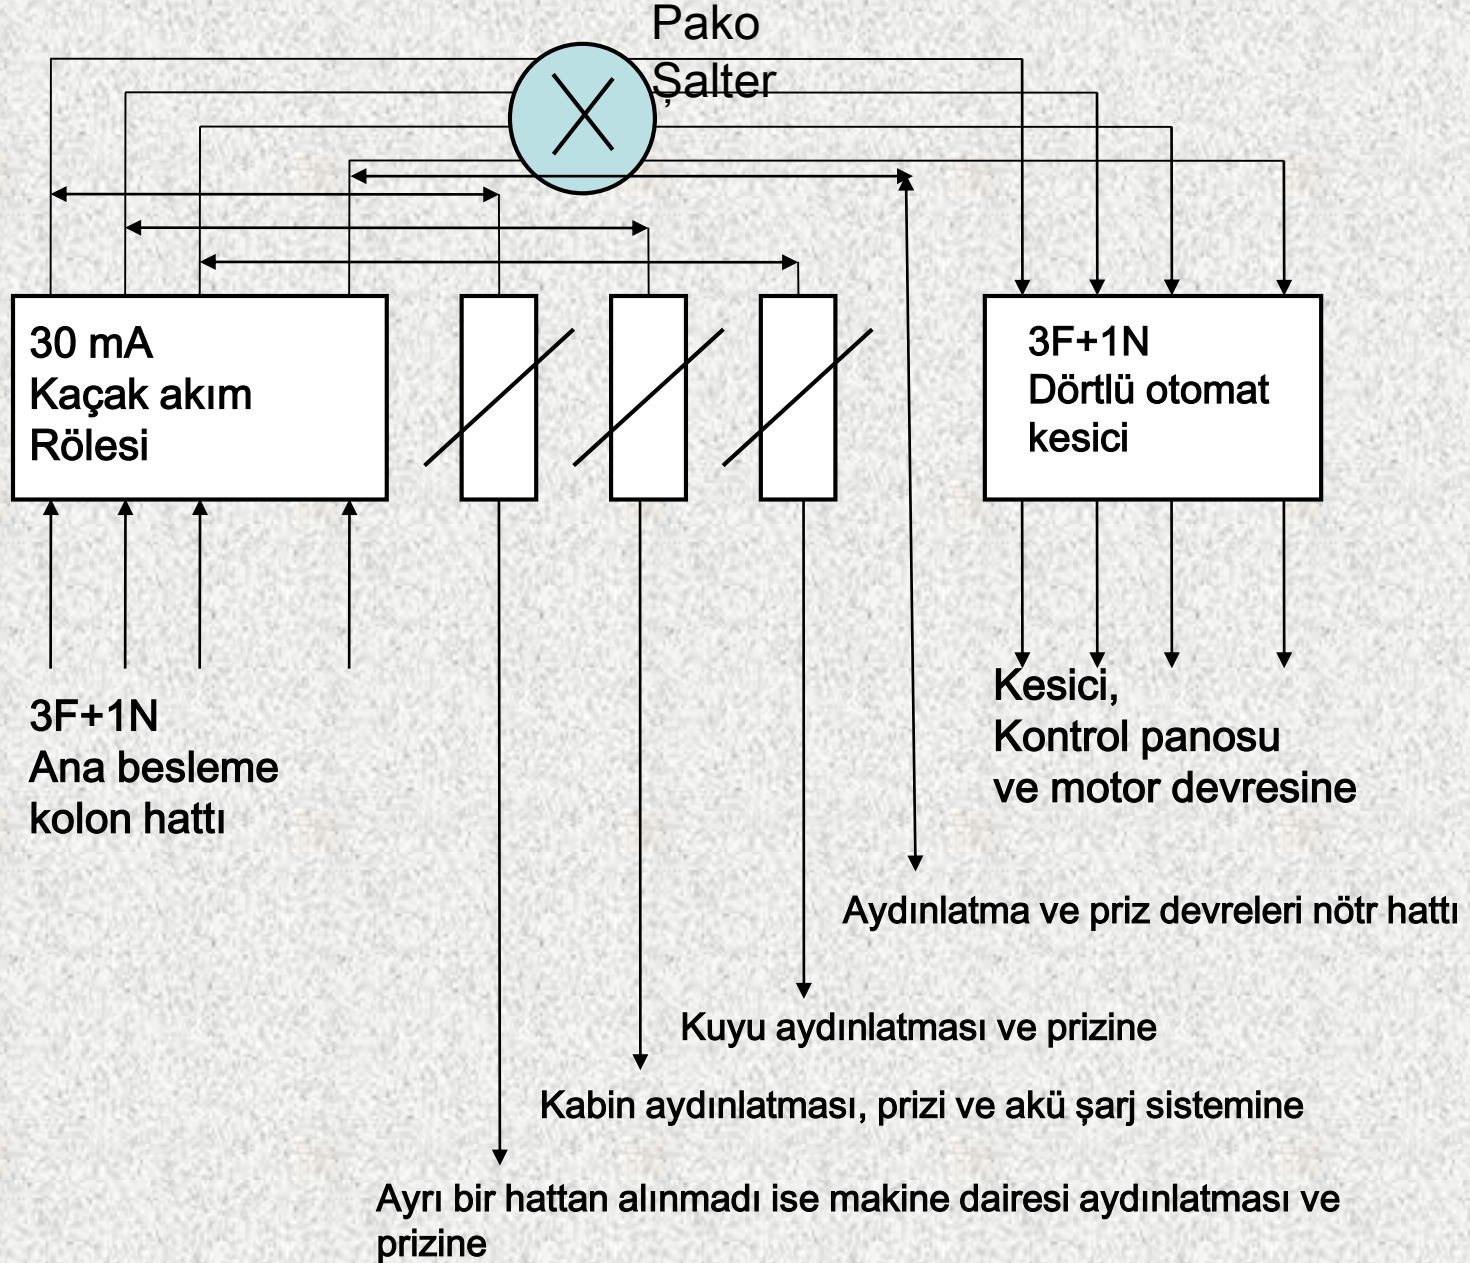 Pako
Şalter
30 mA
Kaçak akım
Rölesi
3F+1N
Dörtlü otomat
kesici
3F+1N
Ana besleme
kolon hattı
Kesici,
Kontrol panosu
ve motor devresine
Aydınlatma ve priz devreleri nötr hattı
Kuyu aydınlatması ve prizine
Kabin aydınlatması, prizi ve akü şarj sistemine
Ayrı bir hattan alınmadı ise makine dairesi aydınlatması ve
prizine